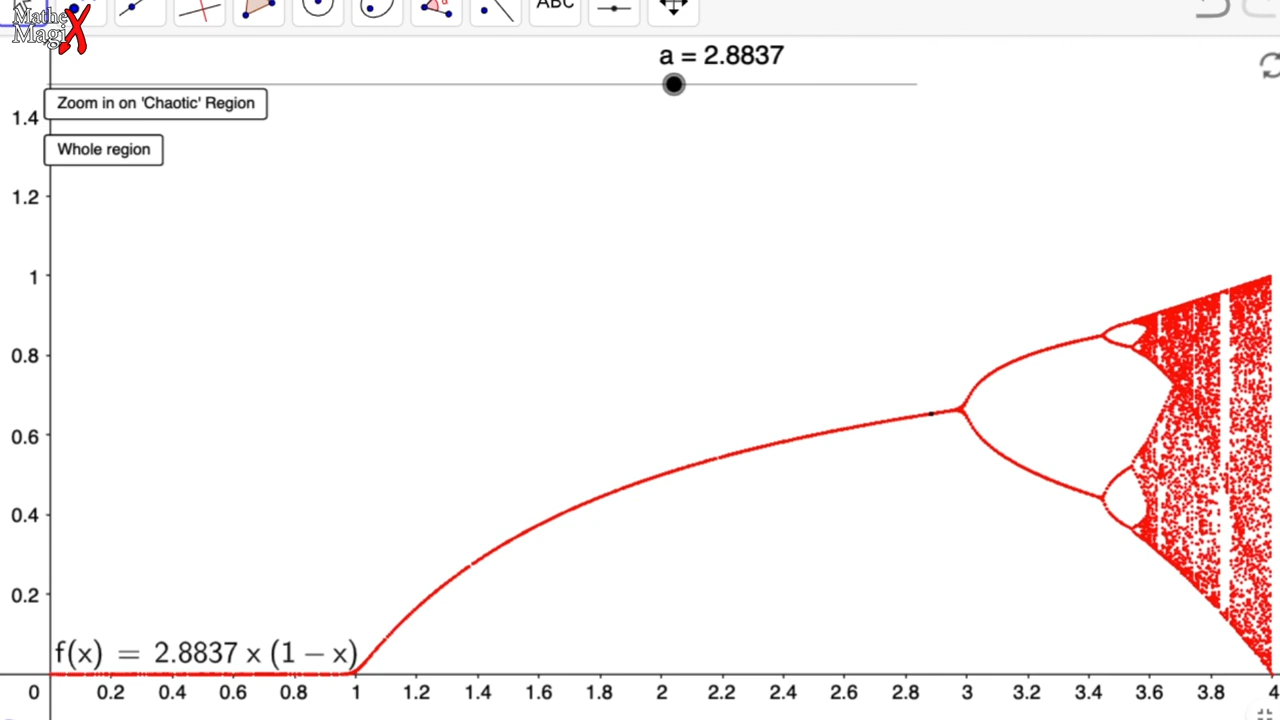 Mathe
MagiX
ABC
a = 2.8837
Zoom in on 'Chaotic' Region
Whole region
1.4
1.2
1
0.8
0.6
0.4
0.2
f(x) = 2.8837 x (1 − x)
0 0.2 0.4 0.6 0.8 1 1.2 1.4 1.6 1.8 2 2.2 2.4 2.6 2.8 3 3.2 3.4 3.6 3.8 4